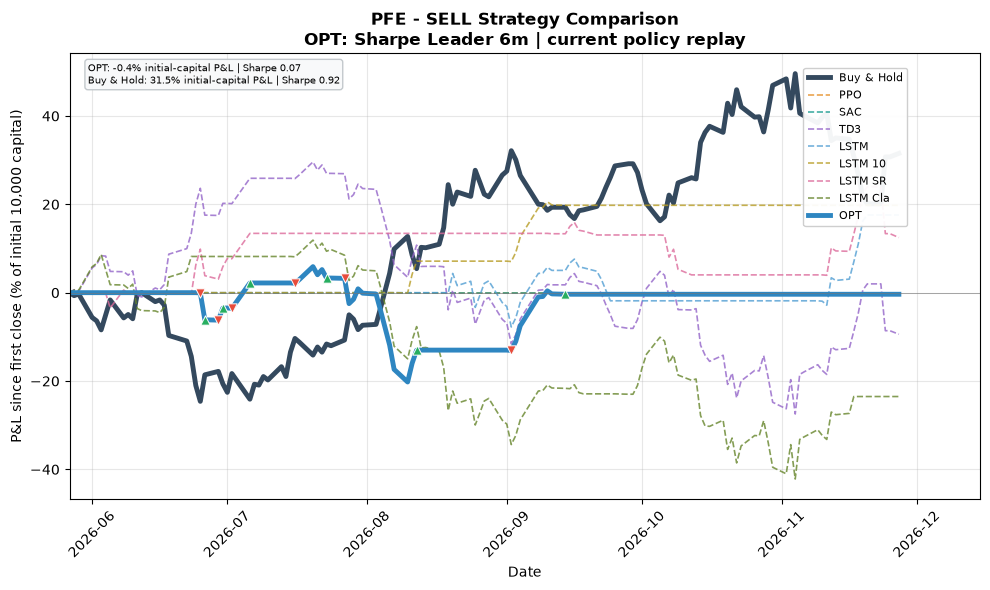 PFE - SELL Strategy Comparison
OPT: Sharpe Leader 6m | current policy replay
OPT: -0.4% initial-capital P&L | Sharpe 0.07
Buy & Hold: 31.5% initial-capital P&L | Sharpe 0.92
Buy & Hold
PPO
SAC
TD3
LSTM
LSTM 10
LSTM SR
LSTM Cla
OPT
P&L since first close (% of initial 10,000 capital)
40
20
0
−20
−40
2026-06
2026-07
2026-08
2026-09
2026-10
2026-11
2026-12
Date